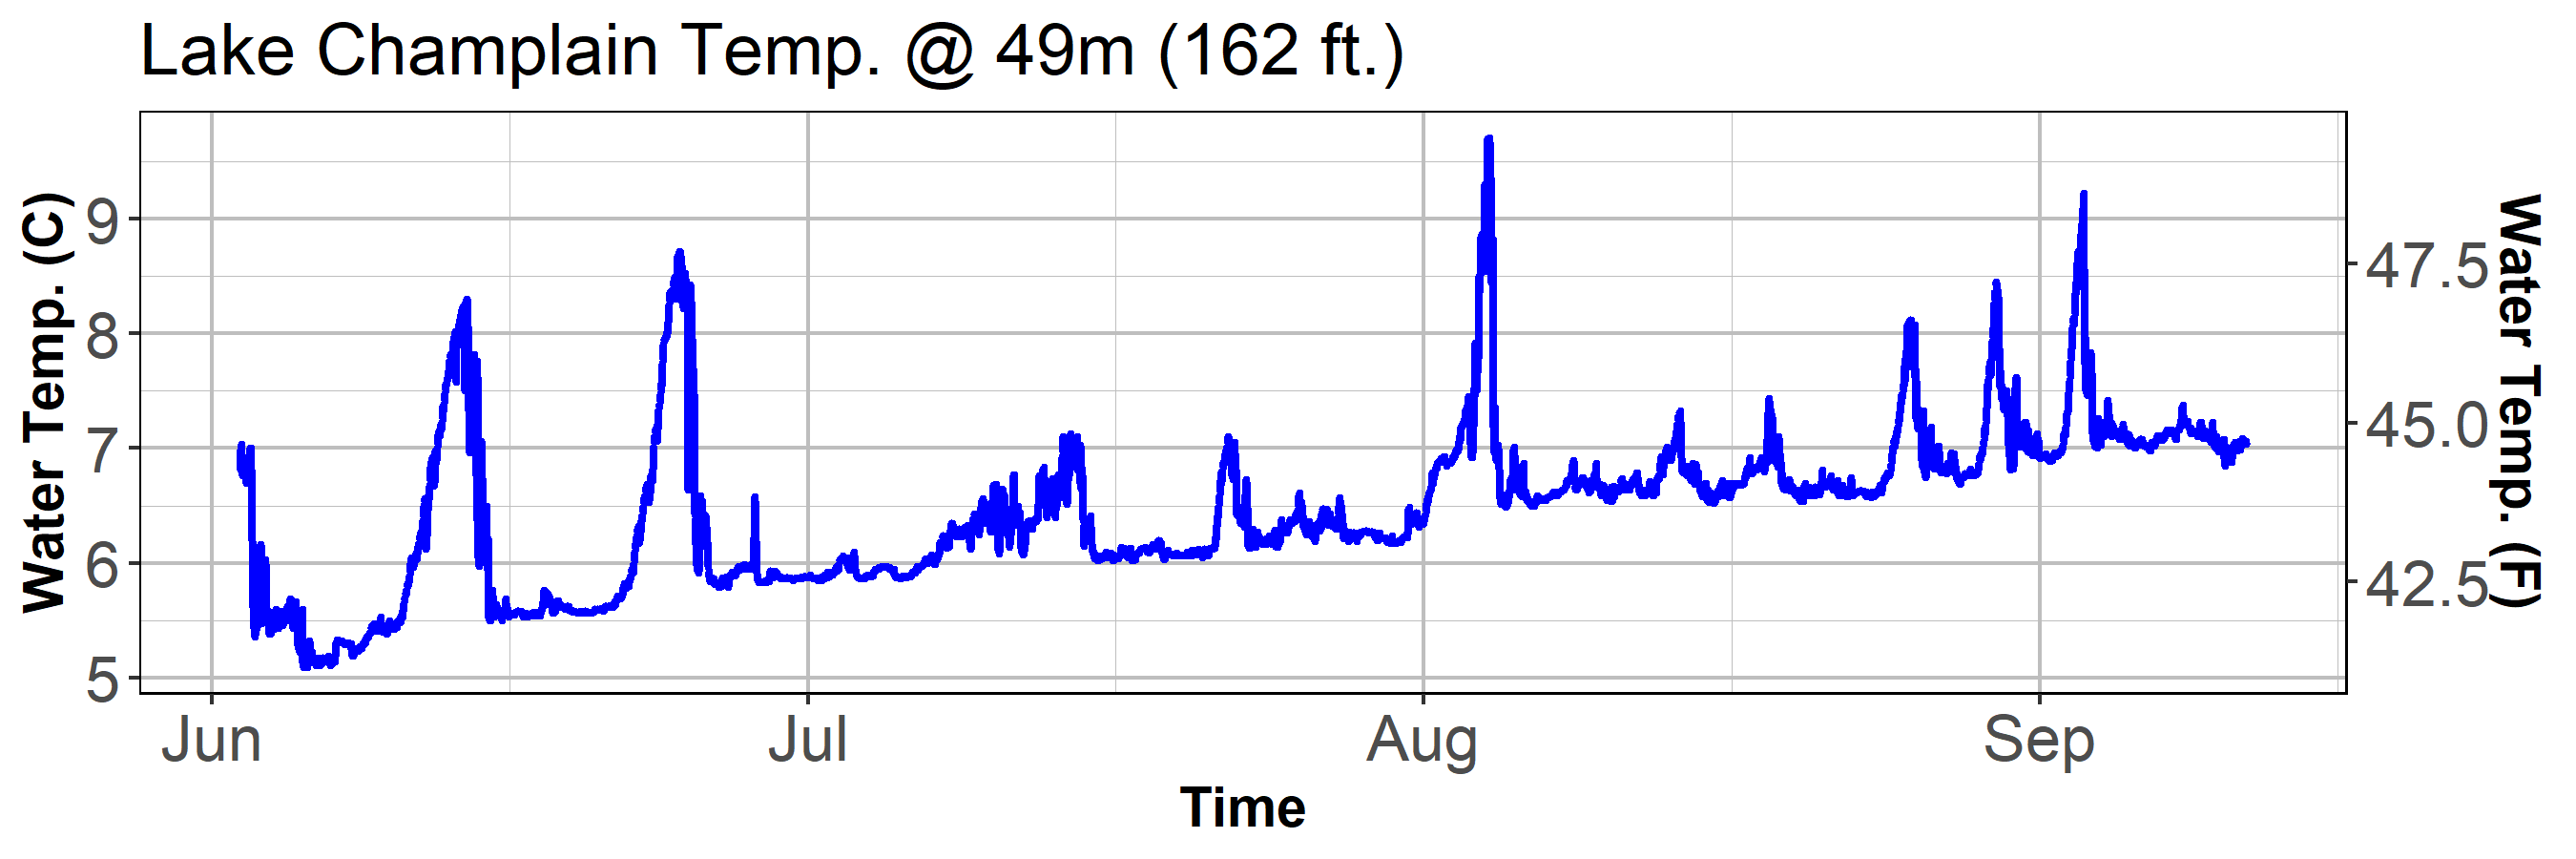 Lake Champlain Temp. @ 49m (162 ft.)
Water Temp. (C)
9
8
7
6
5
47.5
45.0
42.5
Water Temp. (F)
Jun Jul Aug Sep
Time